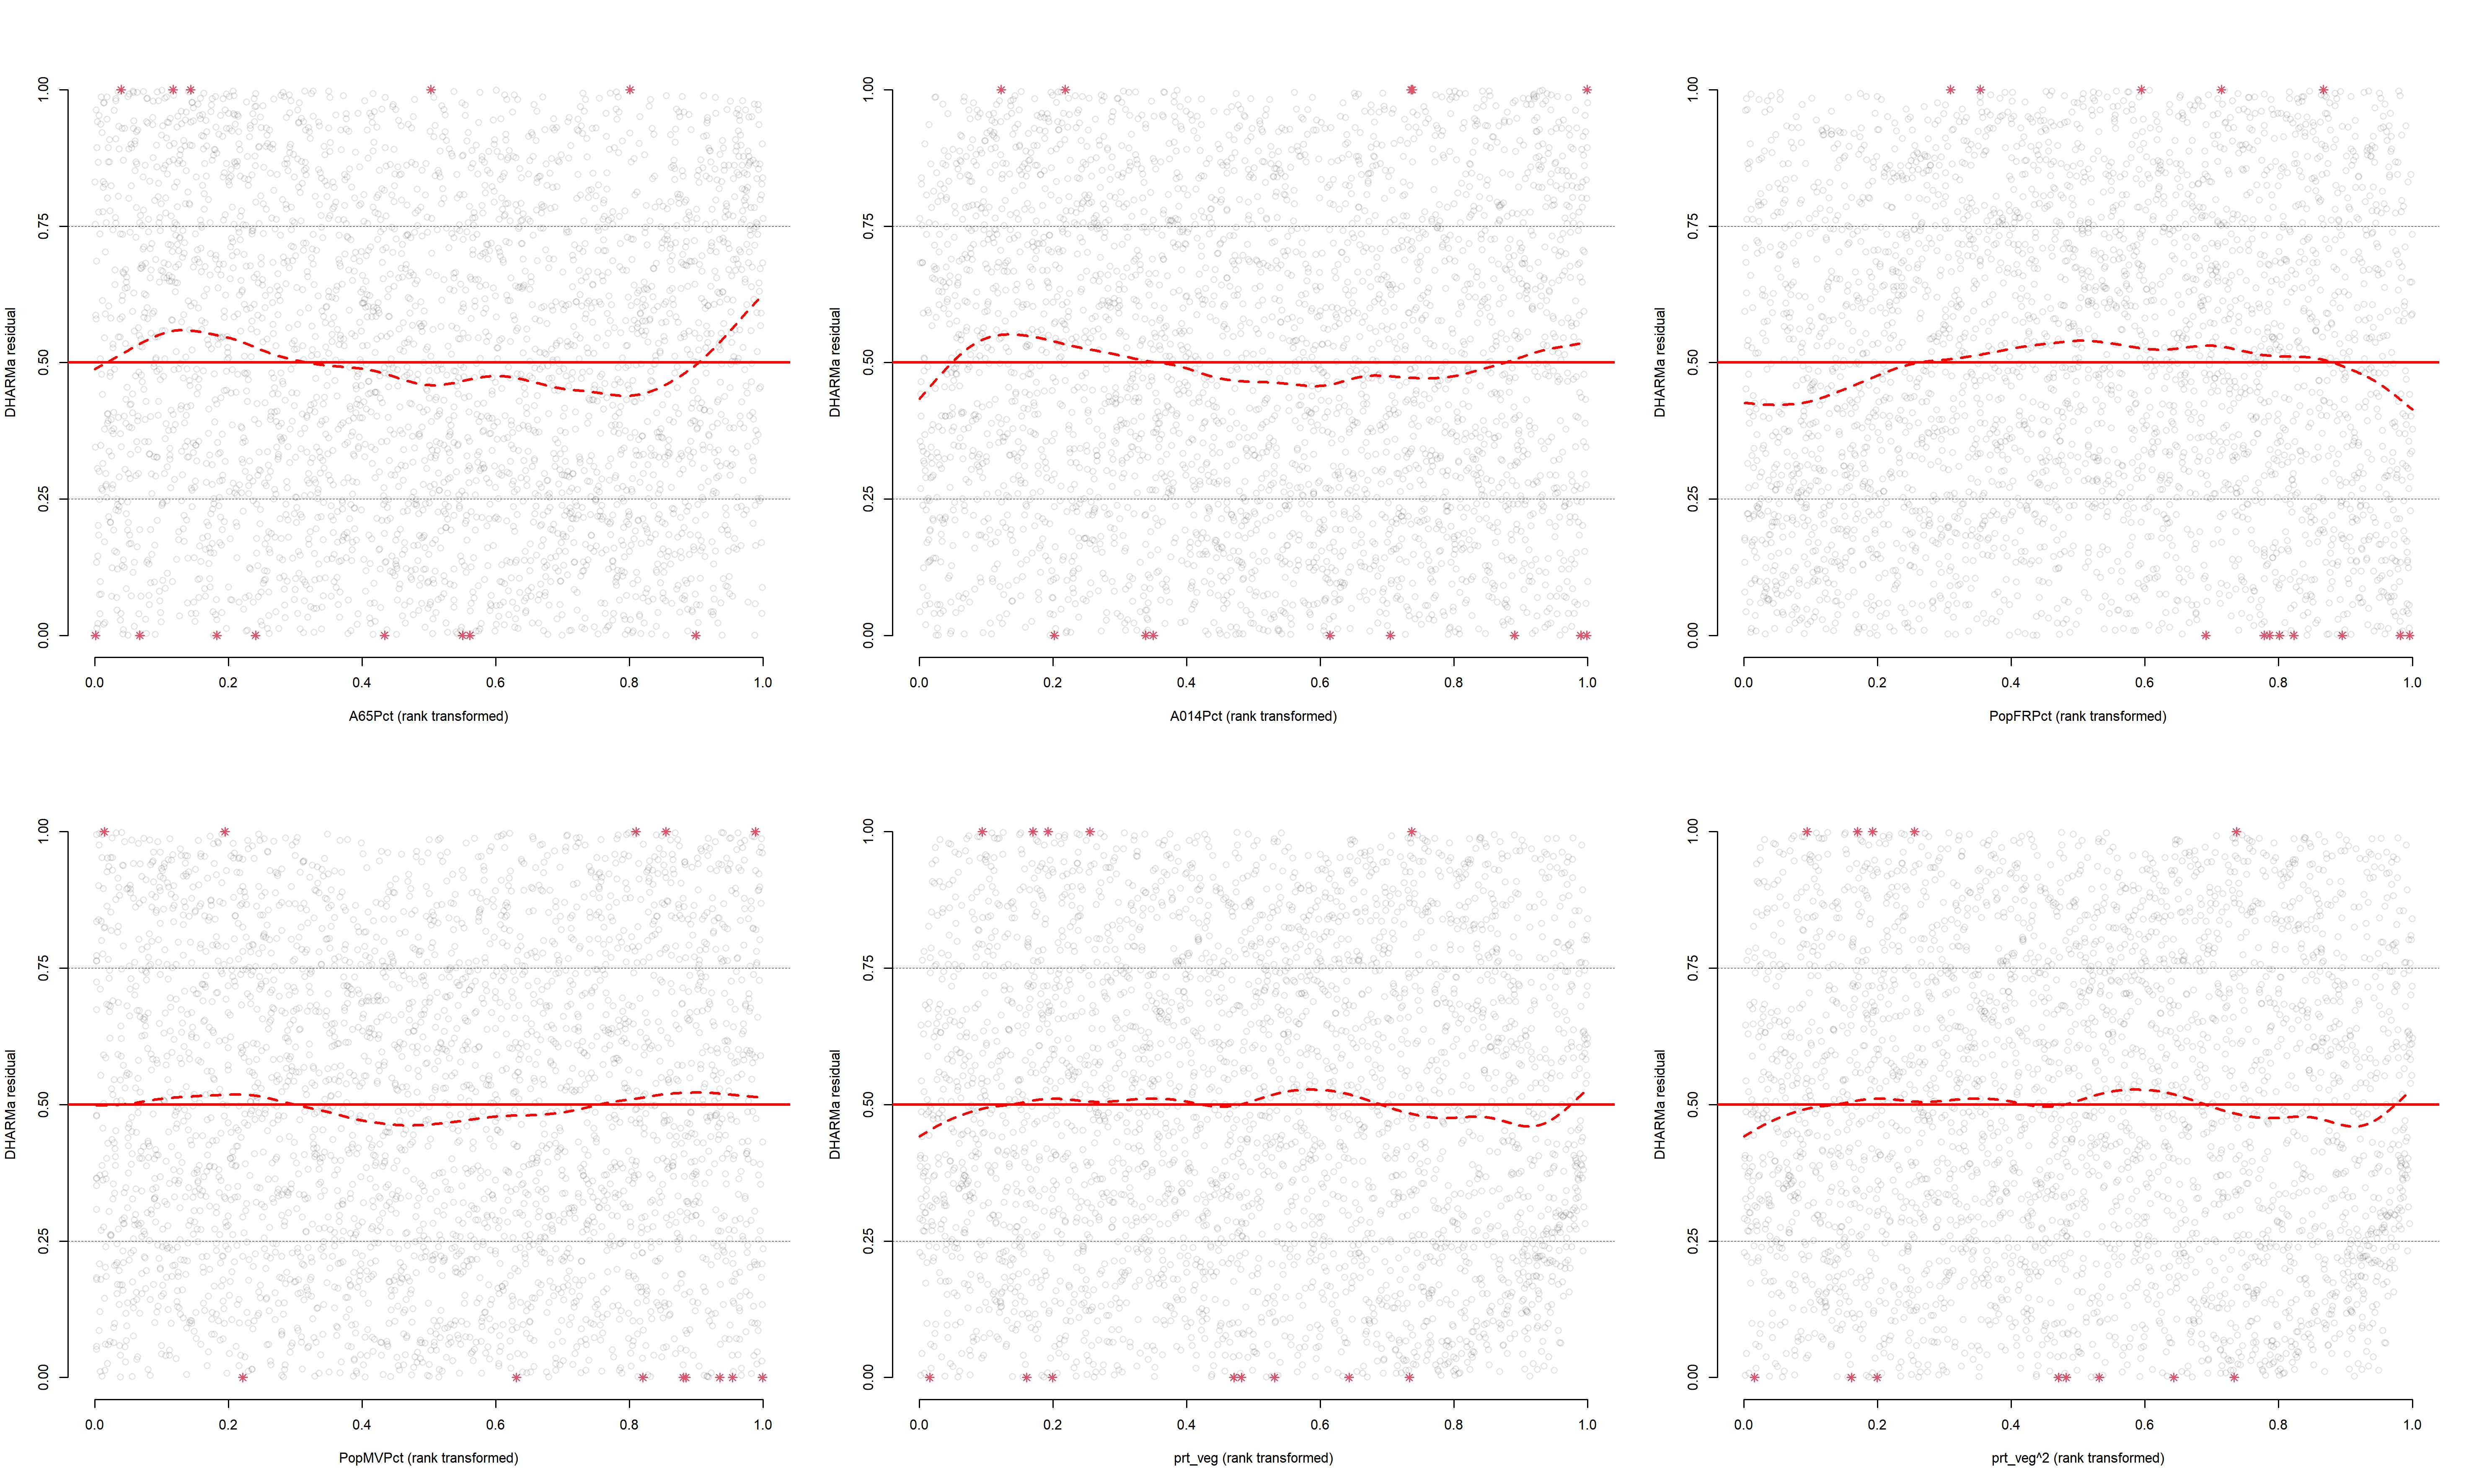 1.00
0.75
0.50
0.25
0.00
DHARMa residual
0.0 0.2 0.4 0.6 0.8 1.0
A65Pct (rank transformed)
1.00
0.75
0.50
0.25
0.00
DHARMa residual
0.0 0.2 0.4 0.6 0.8 1.0
A014Pct (rank transformed)
1.00
0.75
0.50
0.25
0.00
DHARMa residual
0.0 0.2 0.4 0.6 0.8 1.0
PopFRPct (rank transformed)
1.00
0.75
0.50
0.25
0.00
DHARMa residual
0.0 0.2 0.4 0.6 0.8 1.0
PopMVPct (rank transformed)
1.00
0.75
0.50
0.25
0.00
DHARMa residual
0.0 0.2 0.4 0.6 0.8 1.0
prt_veg (rank transformed)
1.00
0.75
0.50
0.25
0.00
DHARMa residual
0.0 0.2 0.4 0.6 0.8 1.0
prt_veg^2 (rank transformed)